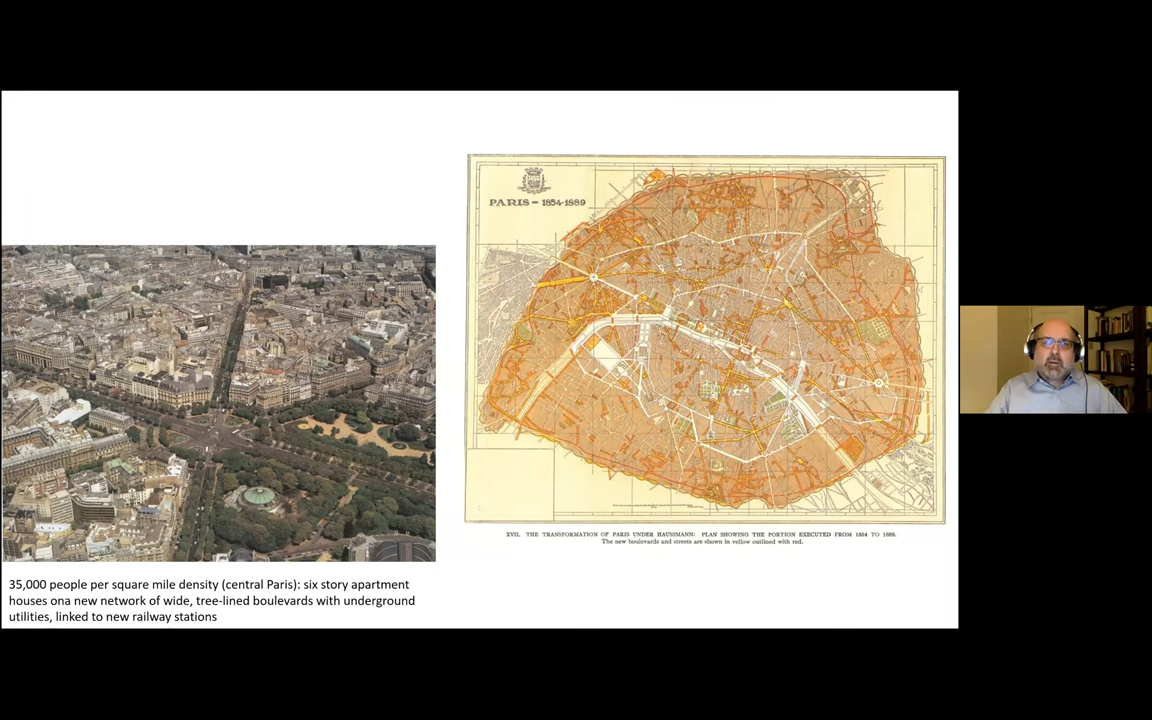 PARIS - 1854-1889
XVII. THE TRANSFORMATION OF PARIS UNDER HAUSSMANN: PLAN SHOWING THE PORTION EXECUTED FROM 1854 TO 1889.
The new boulevards and streets are shown in yellow outlined with red.
35,000 people per square mile density (central Paris): six story apartment
houses ona new network of wide, tree-lined boulevards with underground
utilities, linked to new railway stations